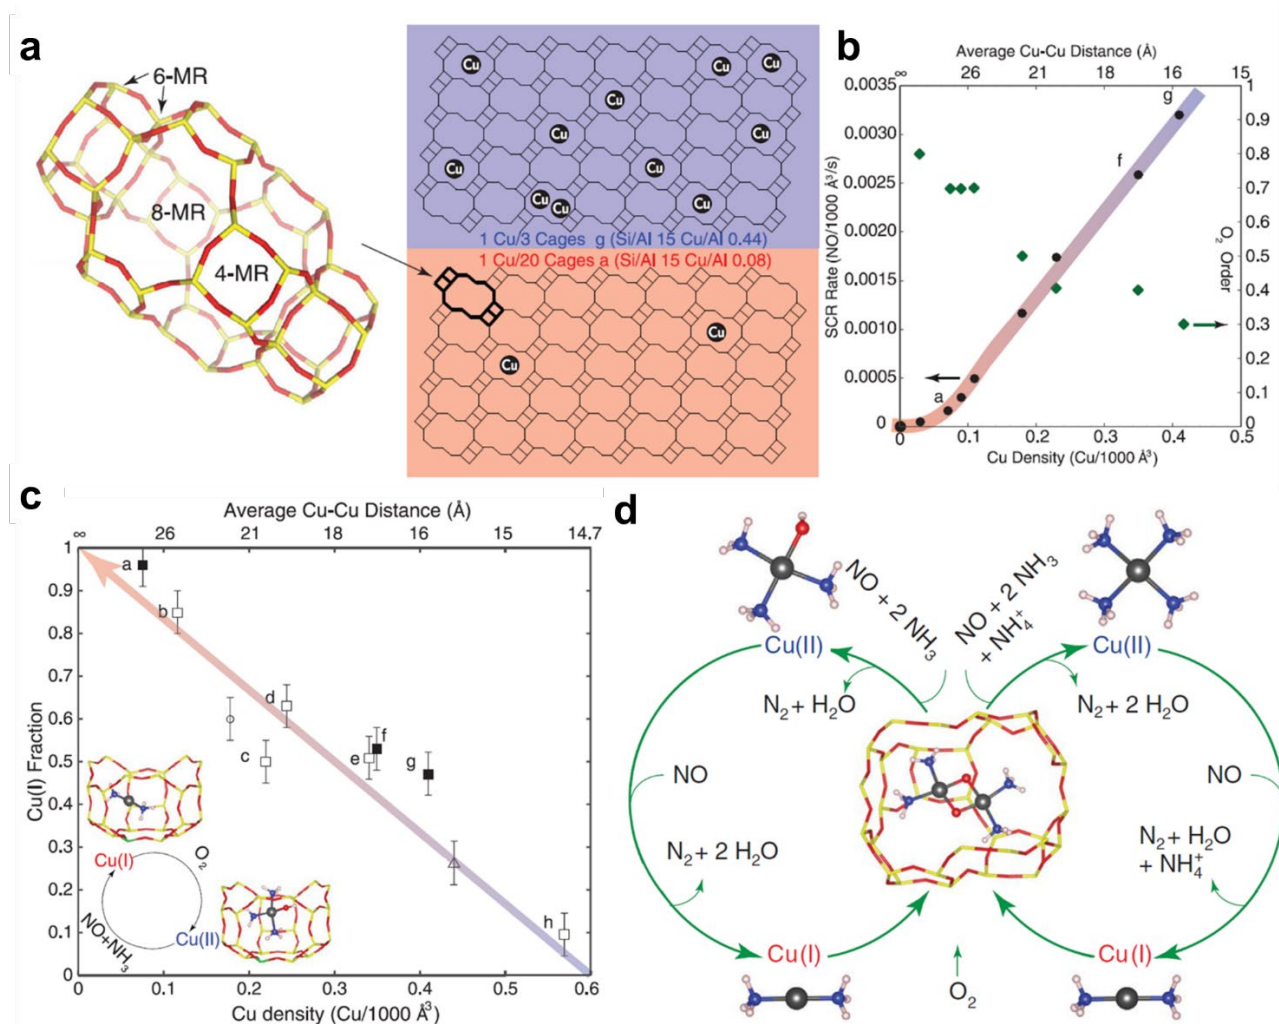 a
6-MR
8-MR
4-MR
Cu
Cu
Cu
Cu
Cu
Cu
Cu
Cu
Cu
Cu
Cu
1 Cu/3 Cages g (Si/Al 15 Cu/Al 0.44)
1 Cu/20 Cages a (Si/Al 15 Cu/Al 0.08)
Cu
Cu
b
Average Cu-Cu Distance (Å)
∞ 26 21 18 16 15
SCR Rate (NO/1000 Å³/s)
0.0035
0.0030
0.0025
0.0020
0.0015
0.0010
0.0005
0
g
f
a
1
0.9
0.8
0.7
0.6
0.5
0.4
0.3
0.2
0.1
0
O₂ Order
0 0.1 0.2 0.3 0.4 0.5
Cu Density (Cu/1000 Å³)
c
Average Cu-Cu Distance (Å)
∞ 26 21 18 16 15 14.7
Cu(I) Fraction
1
0.9
0.8
0.7
0.6
0.5
0.4
0.3
0.2
0.1
0
a
b
c
d
e
f
g
h
Cu(I)
O₂
Cu(II)
NO+NH₃
0 0.1 0.2 0.3 0.4 0.5 0.6
Cu density (Cu/1000 Å³)
d
NO + 2 NH₃
NO + 2 NH₃
+ NH₄⁺
Cu(II)
Cu(II)
N₂ + H₂O
N₂ + 2 H₂O
NO
NO
N₂ + 2 H₂O
N₂ + H₂O
+ NH₄⁺
Cu(I)
Cu(I)
O₂